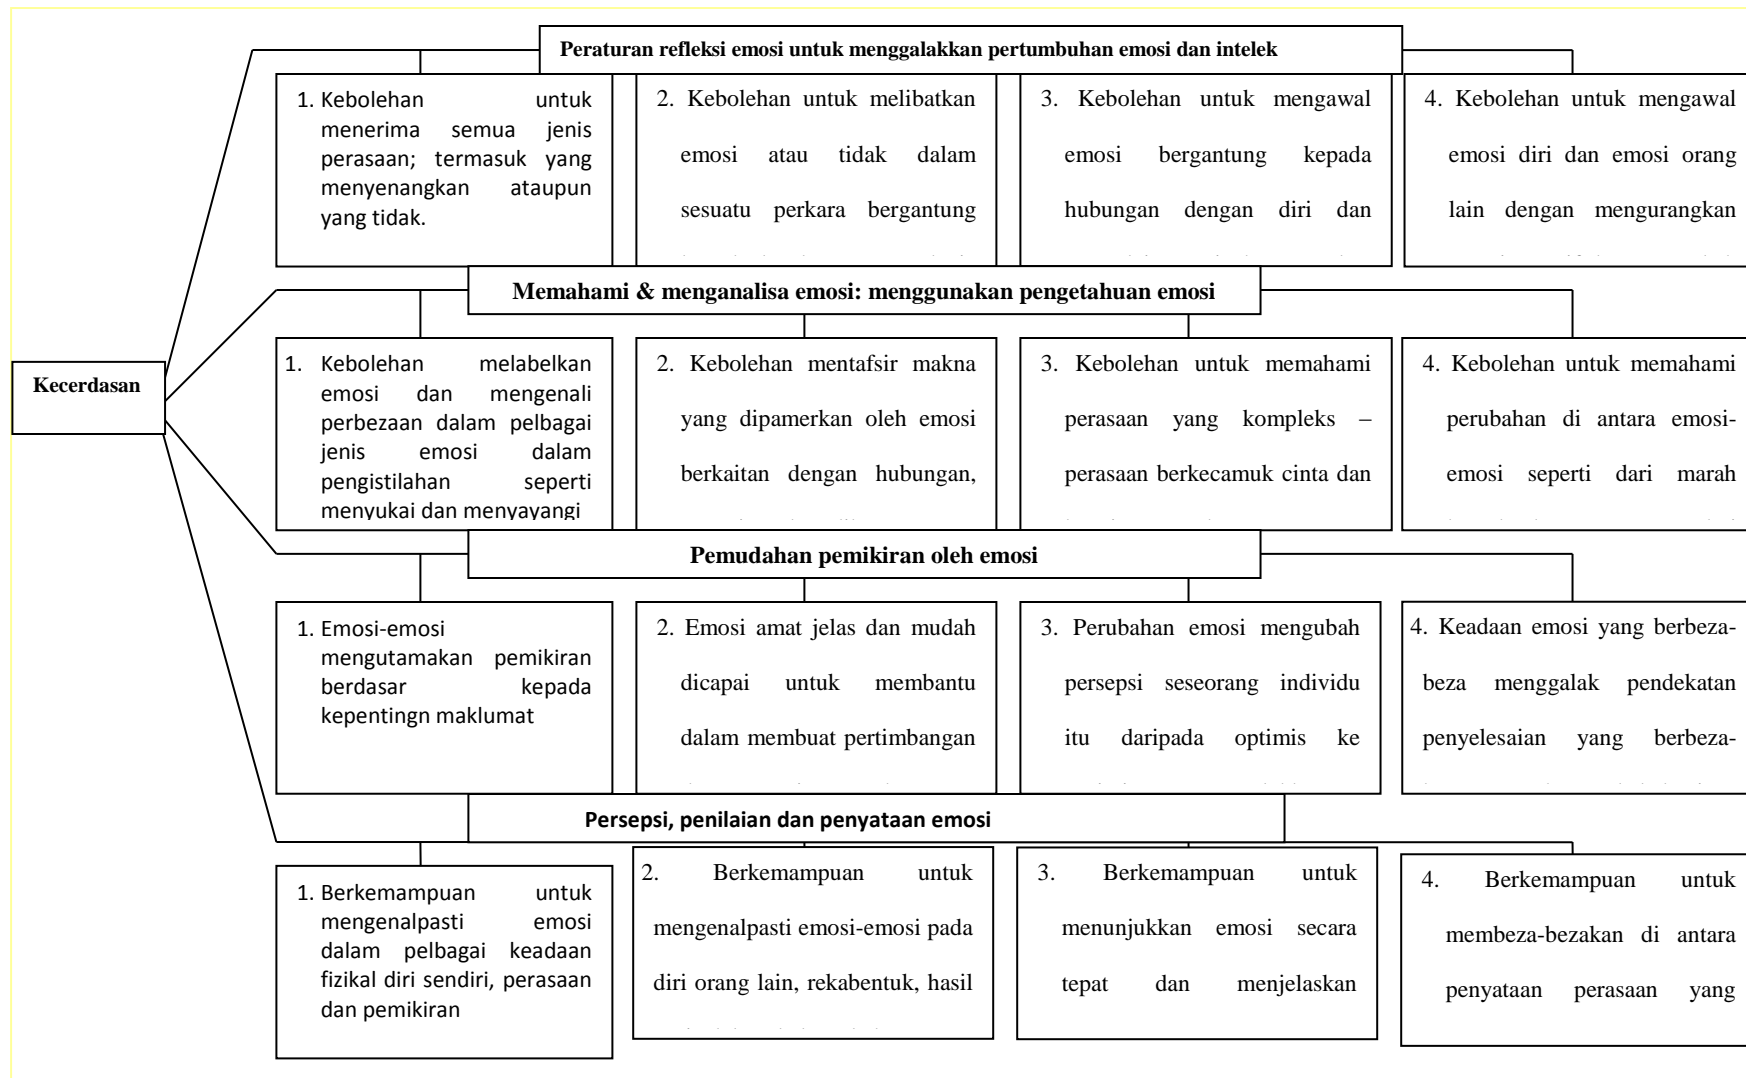 Peraturan refleksi emosi untuk menggalakkan pertumbuhan emosi dan intelek
1. Kebolehan untuk
menerima semua jenis
perasaan; termasuk yang
menyenangkan ataupun
yang tidak.
2. Kebolehan untuk melibatkan
emosi atau tidak dalam
sesuatu perkara bergantung
3. Kebolehan untuk mengawal
emosi bergantung kepada
hubungan dengan diri dan
4. Kebolehan untuk mengawal
emosi diri dan emosi orang
lain dengan mengurangkan
Memahami & menganalisa emosi: menggunakan pengetahuan emosi
Kecerdasan
1. Kebolehan melabelkan
emosi dan mengenali
perbezaan dalam pelbagai
jenis emosi dalam
pengistilahan seperti
menyukai dan menyayangi
2. Kebolehan mentafsir makna
yang dipamerkan oleh emosi
berkaitan dengan hubungan,
3. Kebolehan untuk memahami
perasaan yang kompleks –
perasaan berkecamuk cinta dan
4. Kebolehan untuk memahami
perubahan di antara emosi-
emosi seperti dari marah
Pemudahan pemikiran oleh emosi
1. Emosi-emosi
mengutamakan pemikiran
berdasar kepada
kepentingn maklumat
2. Emosi amat jelas dan mudah
dicapai untuk membantu
dalam membuat pertimbangan
3. Perubahan emosi mengubah
persepsi seseorang individu
itu daripada optimis ke
4. Keadaan emosi yang berbeza-
beza menggalak pendekatan
penyelesaian yang berbeza-
Persepsi, penilaian dan penyataan emosi
1. Berkemampuan untuk
mengenalpasti emosi
dalam pelbagai keadaan
fizikal diri sendiri, perasaan
dan pemikiran
2. Berkemampuan untuk
mengenalpasti emosi-emosi pada
diri orang lain, rekabentuk, hasil
3. Berkemampuan untuk
menunjukkan emosi secara
tepat dan menjelaskan
4. Berkemampuan untuk
membeza-bezakan di antara
penyataan perasaan yang